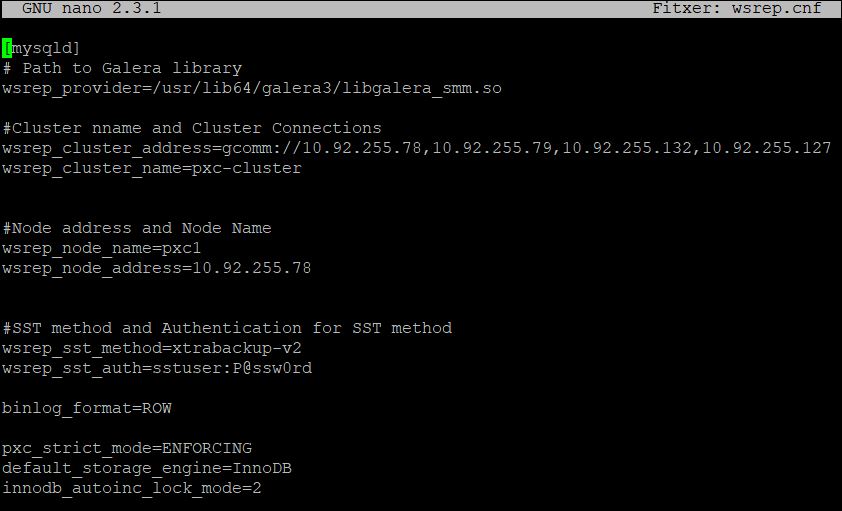 GNU nano 2.3.1 Fitxer: wsrep.cnf
[mysqld]
# Path to Galera library
wsrep_provider=/usr/lib64/galera3/libgalera_smm.so
#Cluster nname and Cluster Connections
wsrep_cluster_address=gcomm://10.92.255.78,10.92.255.79,10.92.255.132,10.92.255.127
wsrep_cluster_name=pxc-cluster
#Node address and Node Name
wsrep_node_name=pxc1
wsrep_node_address=10.92.255.78
#SST method and Authentication for SST method
wsrep_sst_method=xtrabackup-v2
wsrep_sst_auth=sstuser:P@ssw0rd
binlog_format=ROW
pxc_strict_mode=ENFORCING
default_storage_engine=InnoDB
innodb_autoinc_lock_mode=2